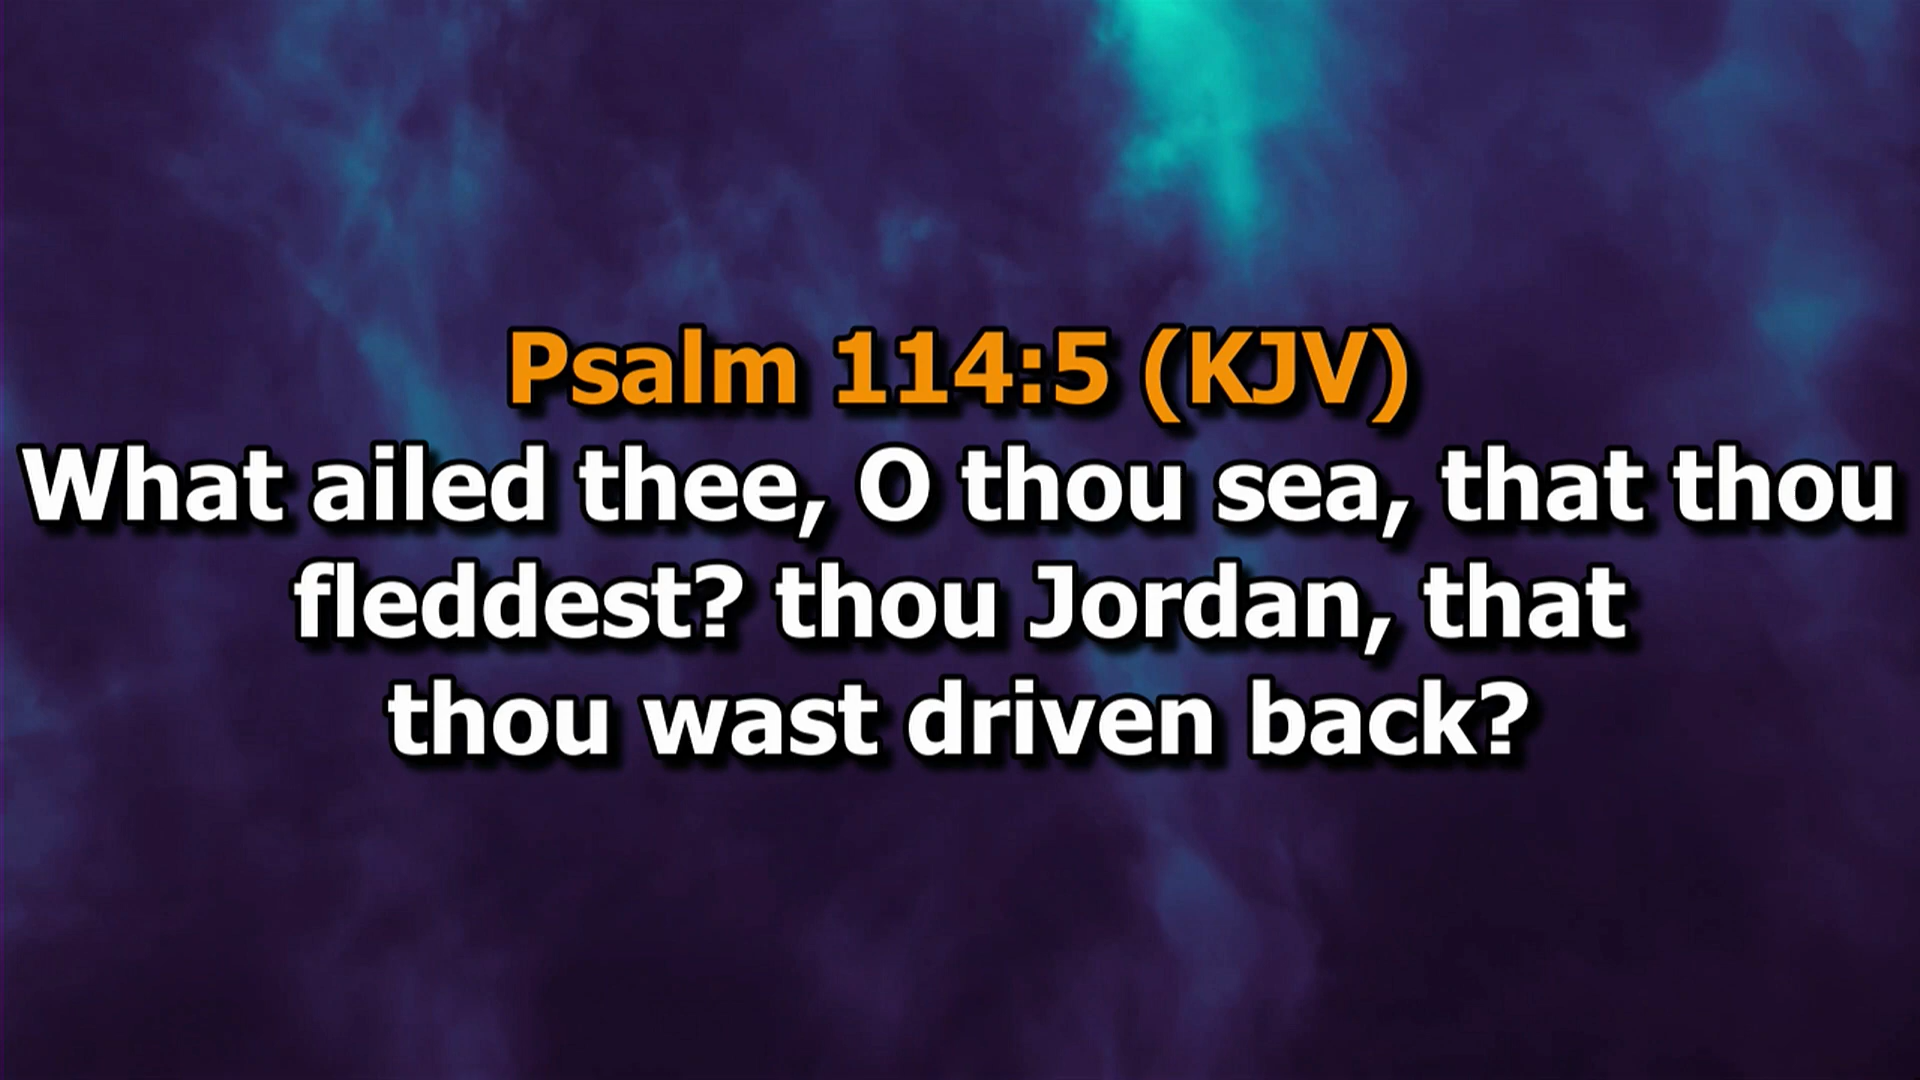 Psalm 114:5 (KJV)
What ailed thee, O thou sea, that thou
fleddest? thou Jordan, that
thou wast driven back?